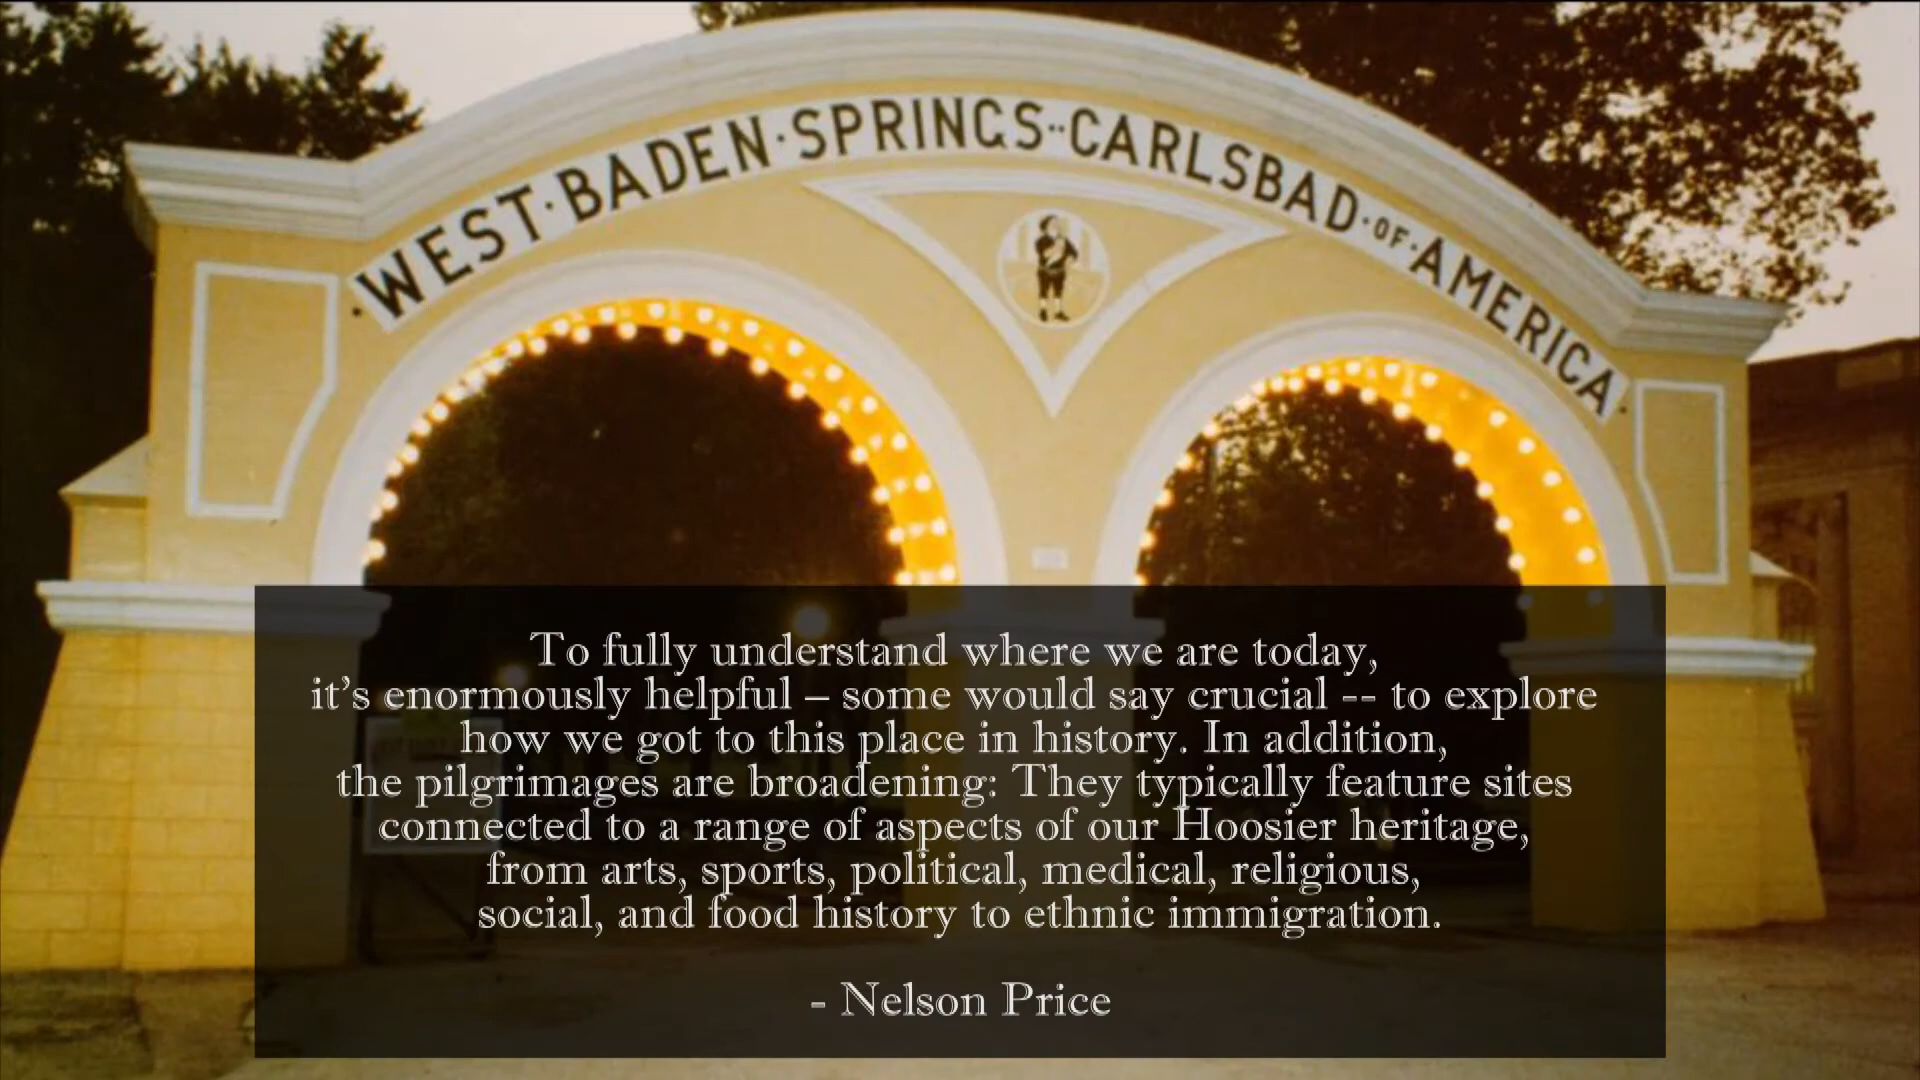 WEST·BADEN·SPRINGS··CARLSBAD·OF·AMERICA
To fully understand where we are today,
it’s enormously helpful – some would say crucial -- to explore
how we got to this place in history. In addition,
the pilgrimages are broadening: They typically feature sites
connected to a range of aspects of our Hoosier heritage,
from arts, sports, political, medical, religious,
social, and food history to ethnic immigration.
- Nelson Price